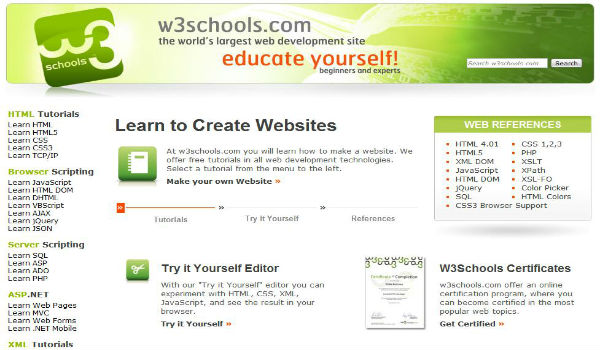 w3schools.com
w3
schools
the world's largest web development site
educate yourself!
beginners and experts
Search w3schools.com
Search
HTML Tutorials
Learn HTML
Learn HTML5
Learn CSS
Learn CSS3
Learn TCP/IP
Browser Scripting
Learn JavaScript
Learn HTML DOM
Learn DHTML
Learn VBScript
Learn AJAX
Learn jQuery
Learn JSON
Server Scripting
Learn SQL
Learn ASP
Learn ADO
Learn PHP
ASP.NET
Learn Web Pages
Learn MVC
Learn Web Forms
Learn .NET Mobile
XML Tutorials
Learn to Create Websites
At w3schools.com you will learn how to make a website. We
offer free tutorials in all web development technologies.
Select a tutorial from the menu to the left.
Make your own Website »
» » »
Tutorials Try it Yourself References
Try it Yourself Editor
With our "Try it Yourself" editor you can
experiment with HTML, CSS, XML,
JavaScript, and see the result in your
browser.
Try it Yourself »
Certificate of Completion
W3Schools Certificates
w3schools.com offer an online
certification program, where you
can become certified in the most
popular web topics.
Get Certified »
WEB REFERENCES
• HTML 4.01 • CSS 1,2,3
• HTML5 • PHP
• XML DOM • XSLT
• JavaScript • XPath
• HTML DOM • XSL-FO
• jQuery • Color Picker
• SQL • HTML Colors
• CSS3 Browser Support